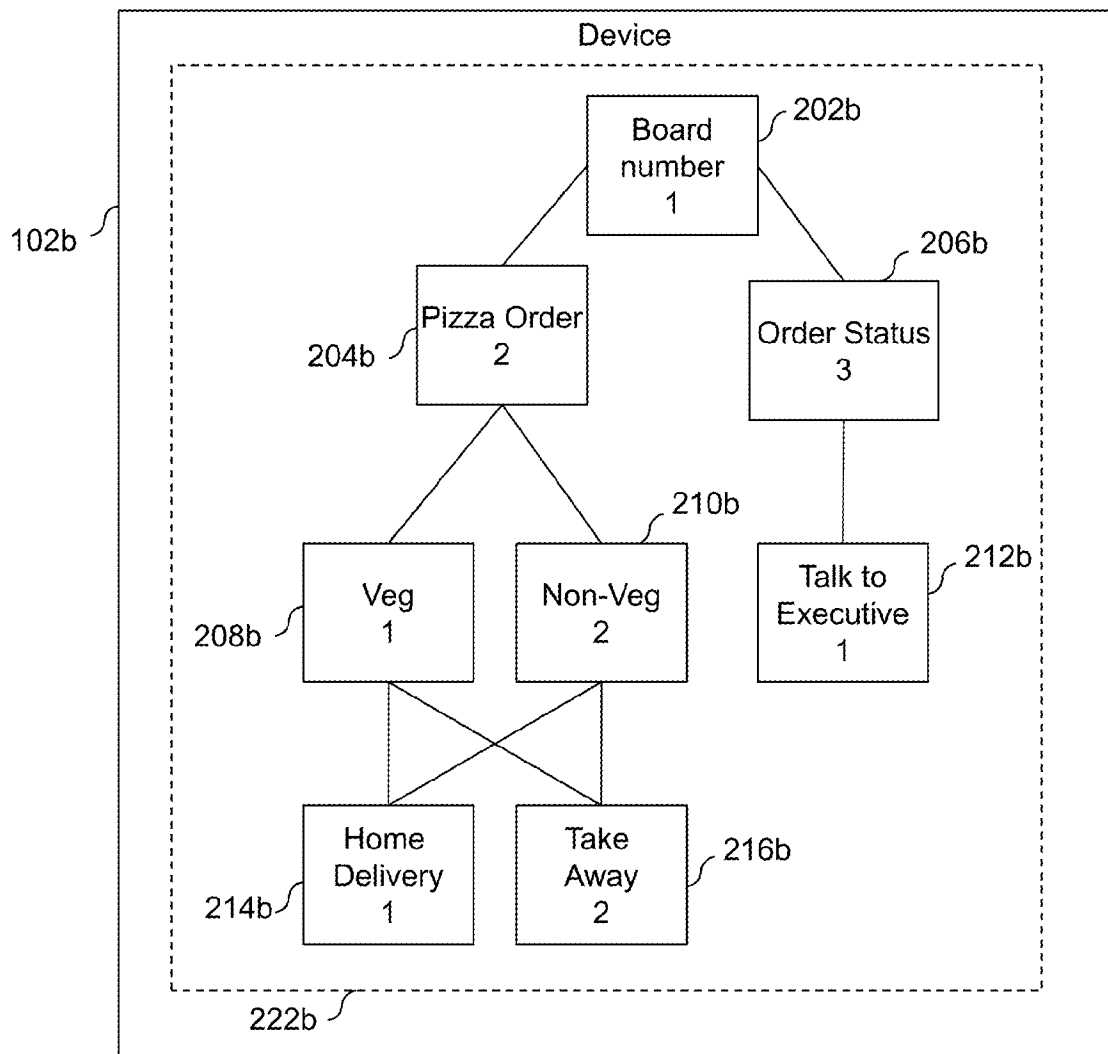 Device
202b
Board
number
1
102b
206b
Pizza Order
2
204b
Order Status
3
210b
Veg
1
208b
Non-Veg
2
Talk to
Executive
1
212b
Home
Delivery
1
214b
Take
Away
2
216b
222b